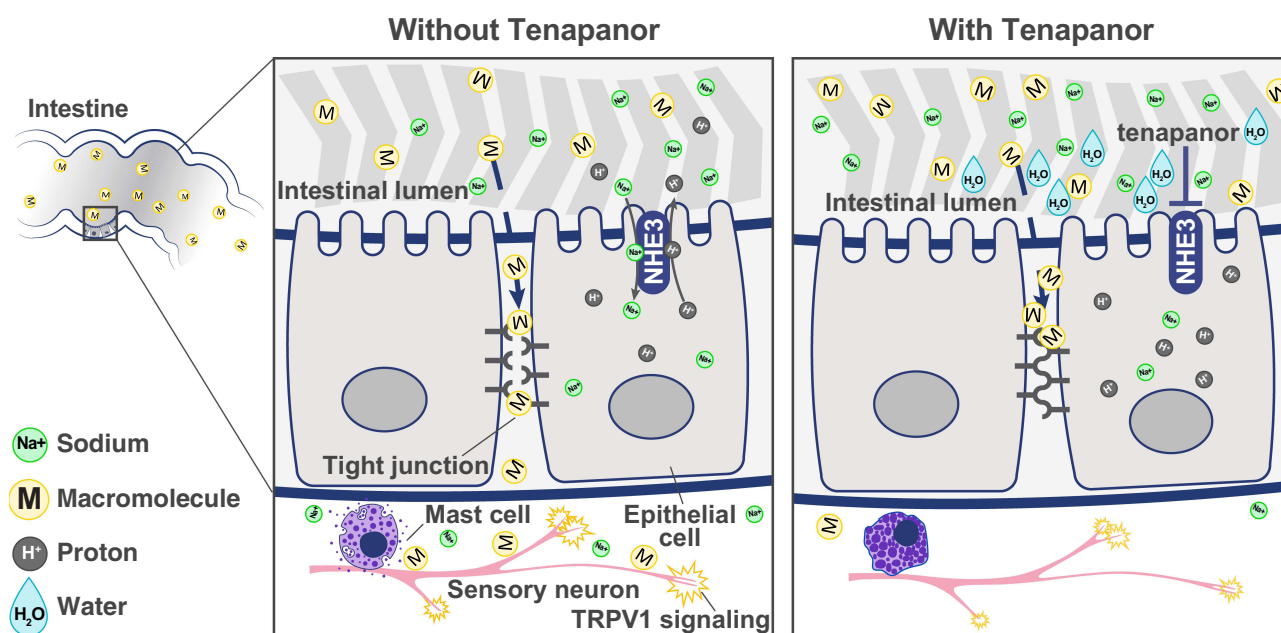 Without Tenapanor
With Tenapanor
Intestine
Intestinal lumen
NHE3
Tight junction
Mast cell
Epithelial
cell
Sensory neuron
TRPV1 signaling
tenapanor
Intestinal lumen
NHE3
Na+ Sodium
M Macromolecule
H+ Proton
H₂O Water